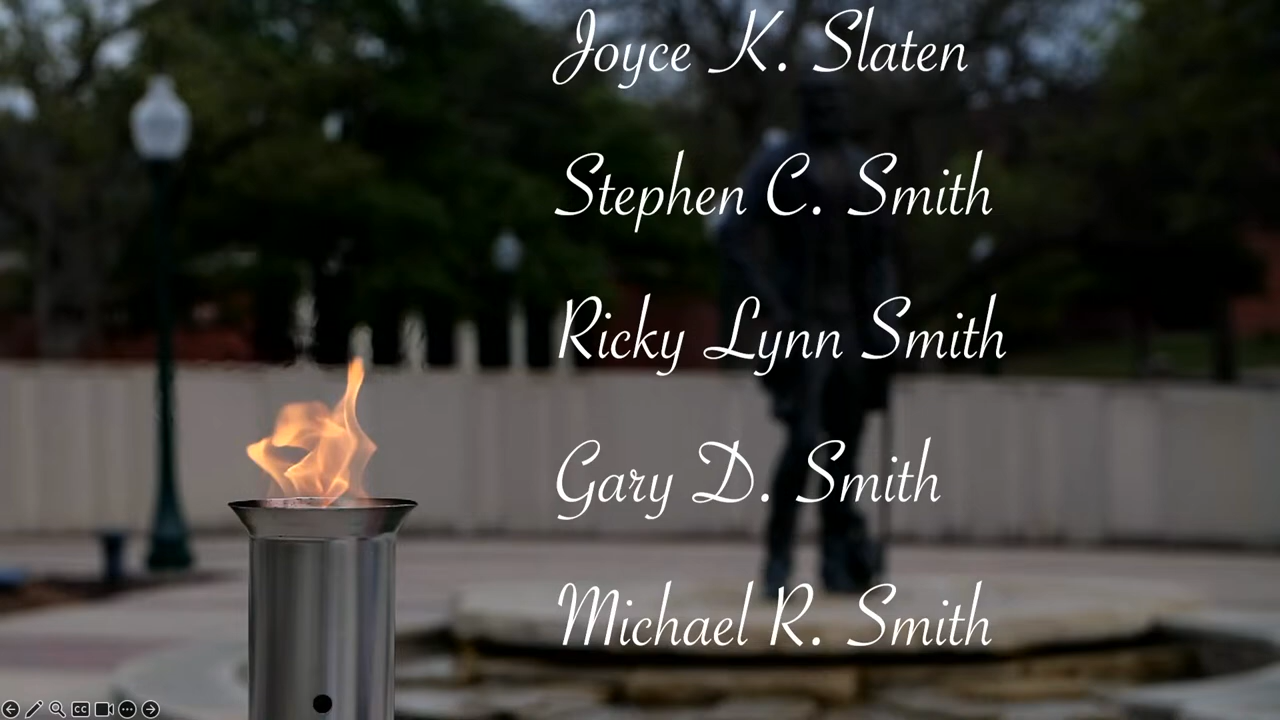 Joyce K. Slaten
Stephen C. Smith
Ricky Lynn Smith
Gary D. Smith
Michael R. Smith